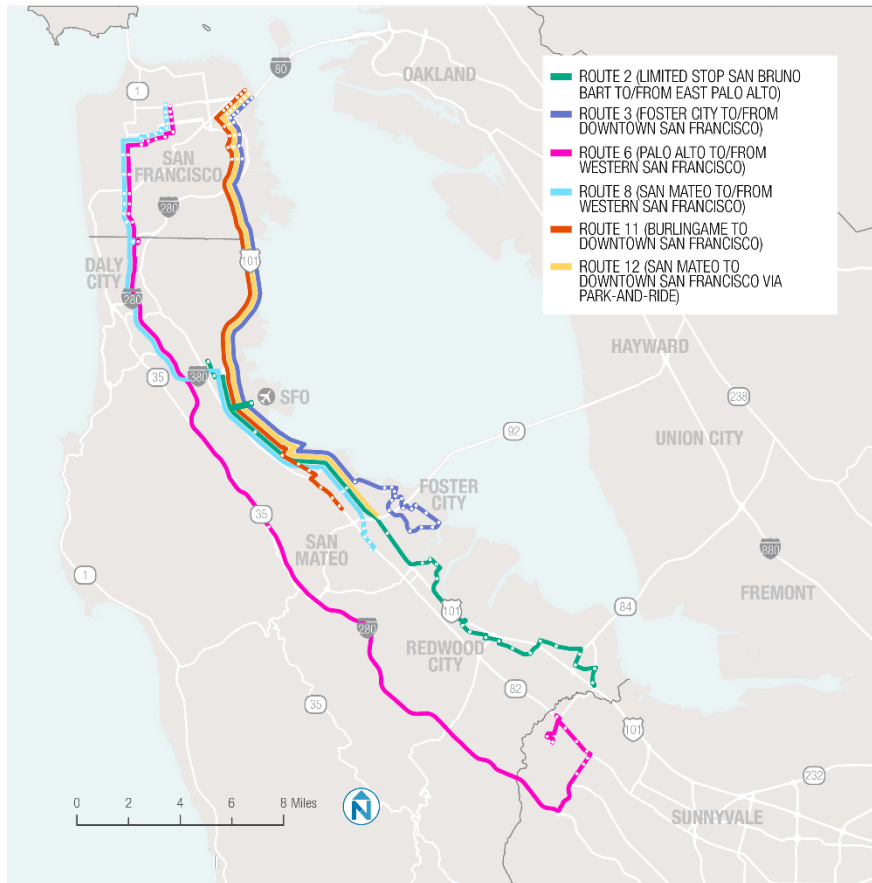 80
OAKLAND
1
ROUTE 2 (LIMITED STOP SAN BRUNO
BART TO/FROM EAST PALO ALTO)
ROUTE 3 (FOSTER CITY TO/FROM
DOWNTOWN SAN FRANCISCO)
ROUTE 6 (PALO ALTO TO/FROM
WESTERN SAN FRANCISCO)
ROUTE 8 (SAN MATEO TO/FROM
WESTERN SAN FRANCISCO)
ROUTE 11 (BURLINGAME TO
DOWNTOWN SAN FRANCISCO)
ROUTE 12 (SAN MATEO TO
DOWNTOWN SAN FRANCISCO VIA
PARK-AND-RIDE)
SAN
FRANCISCO
280
101
DALY
CITY
280
HAYWARD
35
380
SFO
238
92
UNION CITY
FOSTER
CITY
35
SAN
MATEO
880
1
FREMONT
84
101
280
REDWOOD
CITY
82
35
101
232
0 2 4 6 8 Miles
N
SUNNYVALE